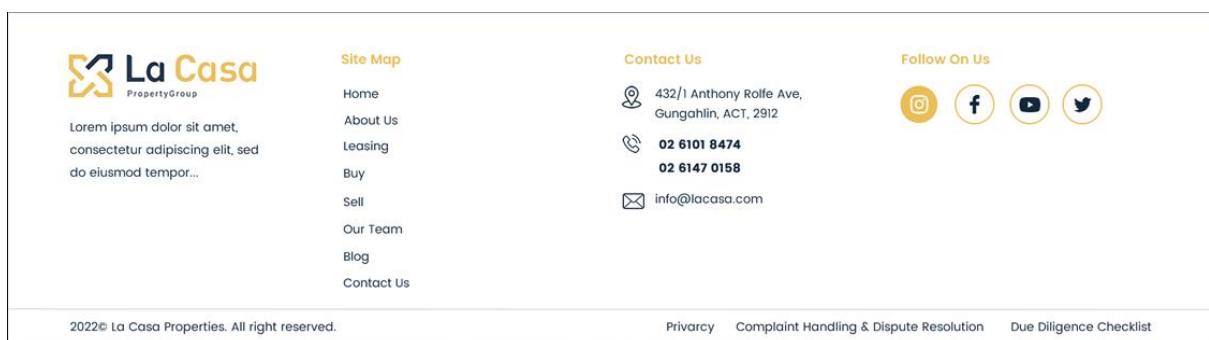 La Casa
PropertyGroup
Lorem ipsum dolor sit amet,
consectetur adipiscing elit, sed
do eiusmod tempor...
Site Map
Home
About Us
Leasing
Buy
Sell
Our Team
Blog
Contact Us
Contact Us
432/1 Anthony Rolfe Ave,
Gungahlin, ACT, 2912
02 6101 8474
02 6147 0158
info@lacasa.com
Follow On Us
2022© La Casa Properties. All right reserved.
Privarcy Complaint Handling & Dispute Resolution Due Diligence Checklist